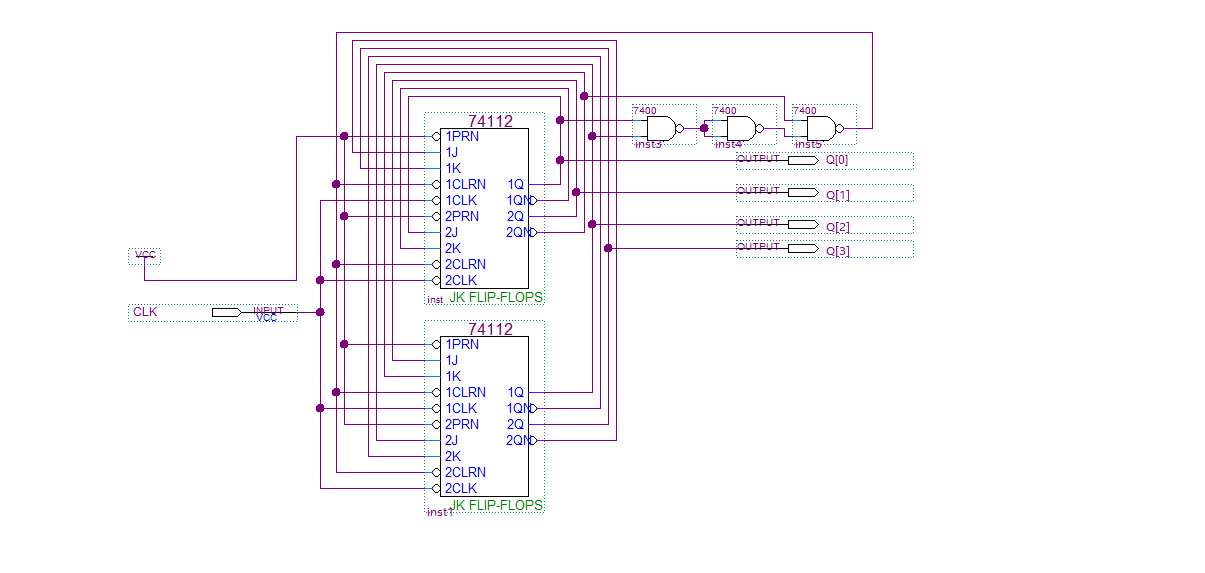 7400
7400
7400
inst3
inst4
inst5
74112
1PRN
1J
1K
1CLRN
1CLK
2PRN
2J
2K
2CLRN
2CLK
1Q
1QN
2Q
2QN
inst
JK FLIP-FLOPS
OUTPUT
Q[0]
OUTPUT
Q[1]
OUTPUT
Q[2]
OUTPUT
Q[3]
VCC
CLK
INPUT
VCC
74112
1PRN
1J
1K
1CLRN
1CLK
2PRN
2J
2K
2CLRN
2CLK
1Q
1QN
2Q
2QN
inst1
JK FLIP-FLOPS